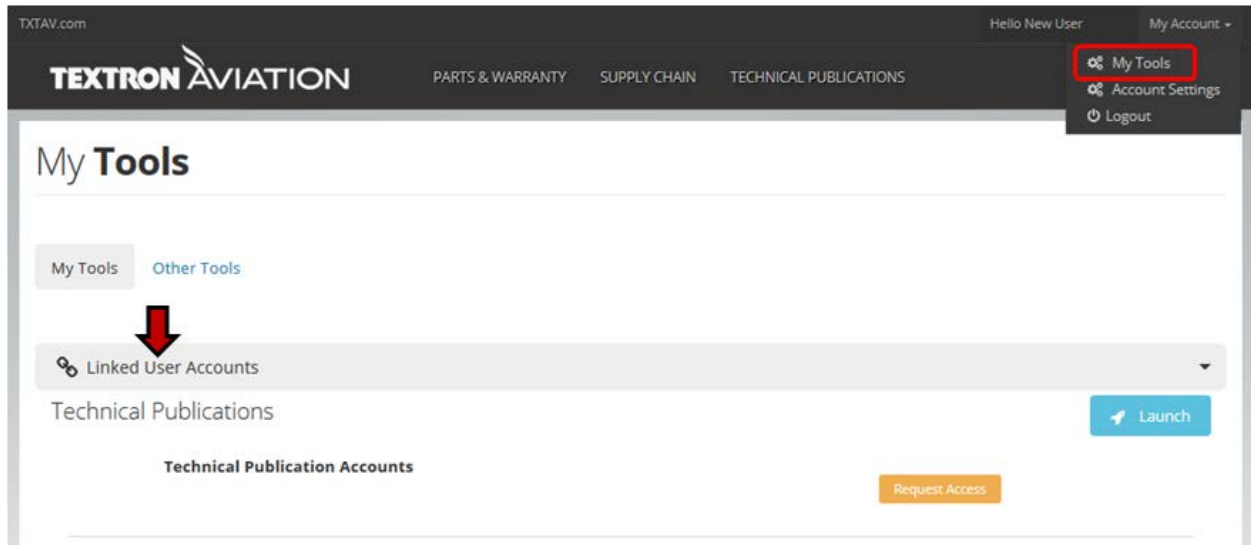 TXTAV.com
Hello New User
My Account
TEXTRON AVIATION
PARTS & WARRANTY
SUPPLY CHAIN
TECHNICAL PUBLICATIONS
My Tools
Account Settings
Logout
My Tools
My Tools
Other Tools
Linked User Accounts
Technical Publications
Launch
Technical Publication Accounts
Request Access